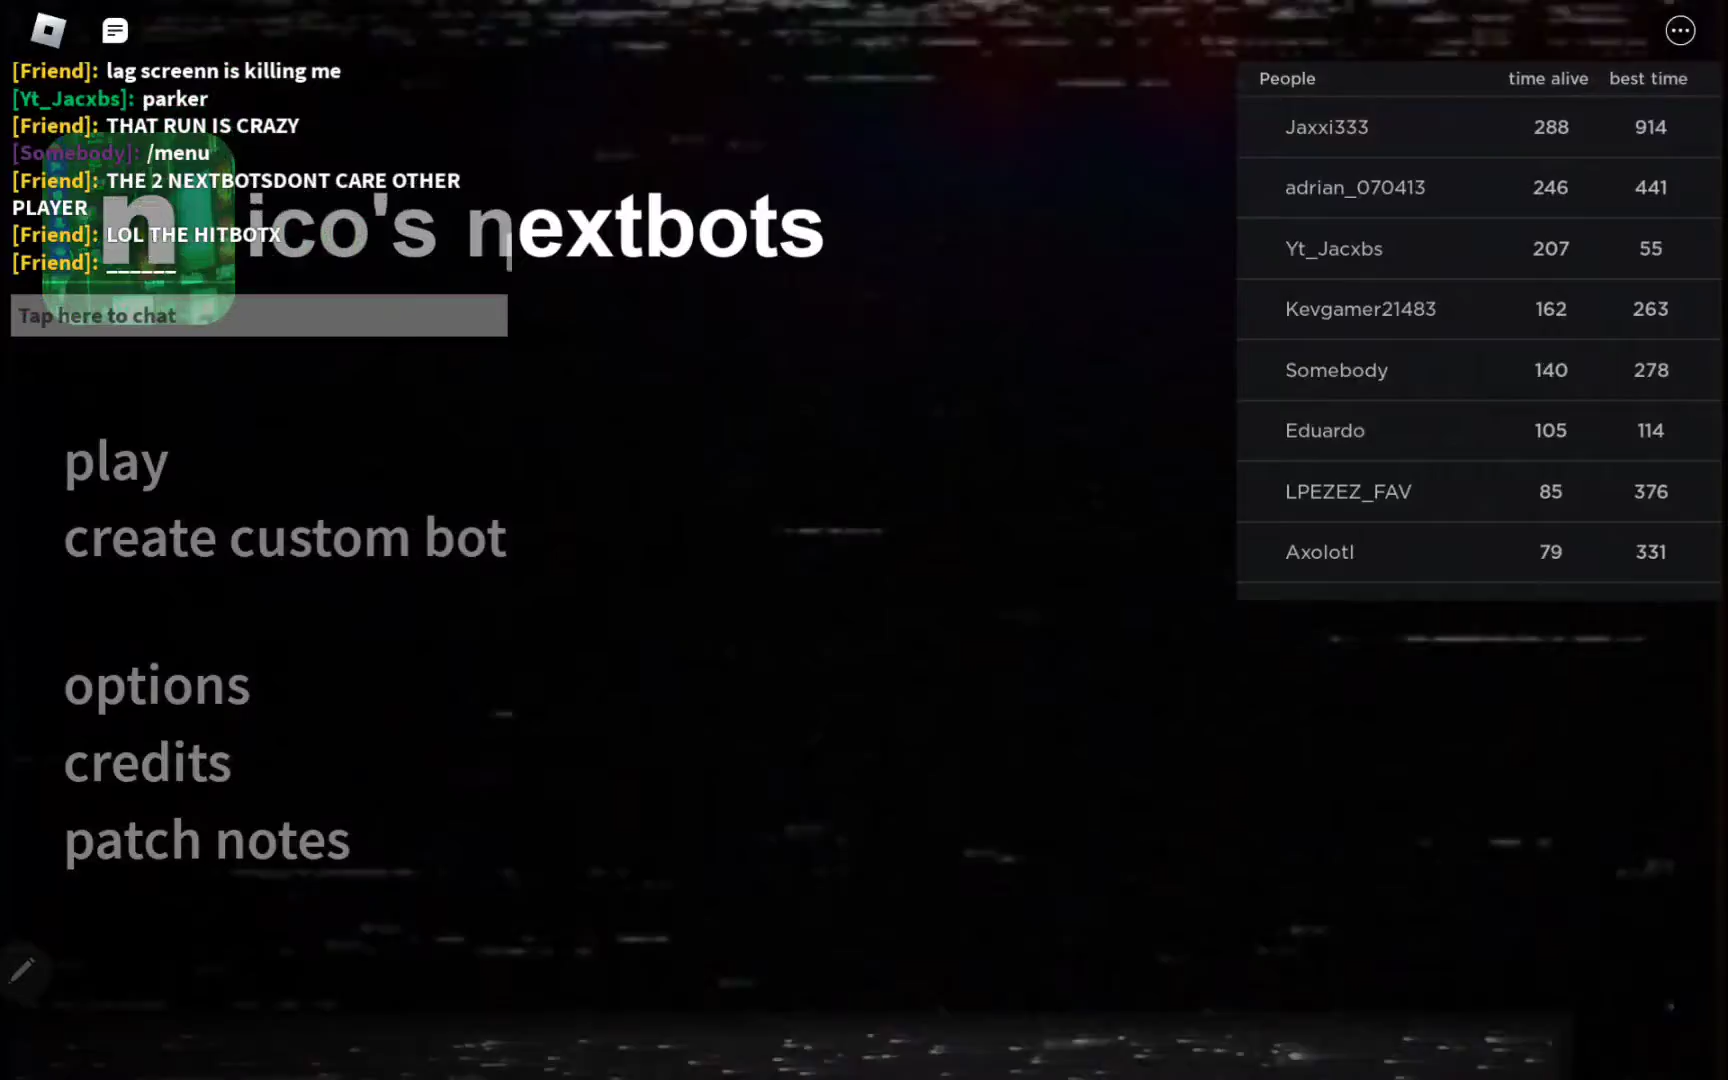 [Friend]: lag screenn is killing me
[Yt_Jacxbs]: parker
[Friend]: THAT RUN IS CRAZY
[Somebody]: /menu
[Friend]: THE 2 NEXTBOTSDONT CARE OTHER
PLAYER
[Friend]: LOL THE HITBOTX
[Friend]: ______
Tap here to chat
n
nico's nextbots
play
create custom bot
options
credits
patch notes
People time alive best time
Jaxxi333 288 914
adrian_070413 246 441
Yt_Jacxbs 207 55
Kevgamer21483 162 263
Somebody 140 278
Eduardo 105 114
LPEZEZ_FAV 85 376
Axolotl 79 331